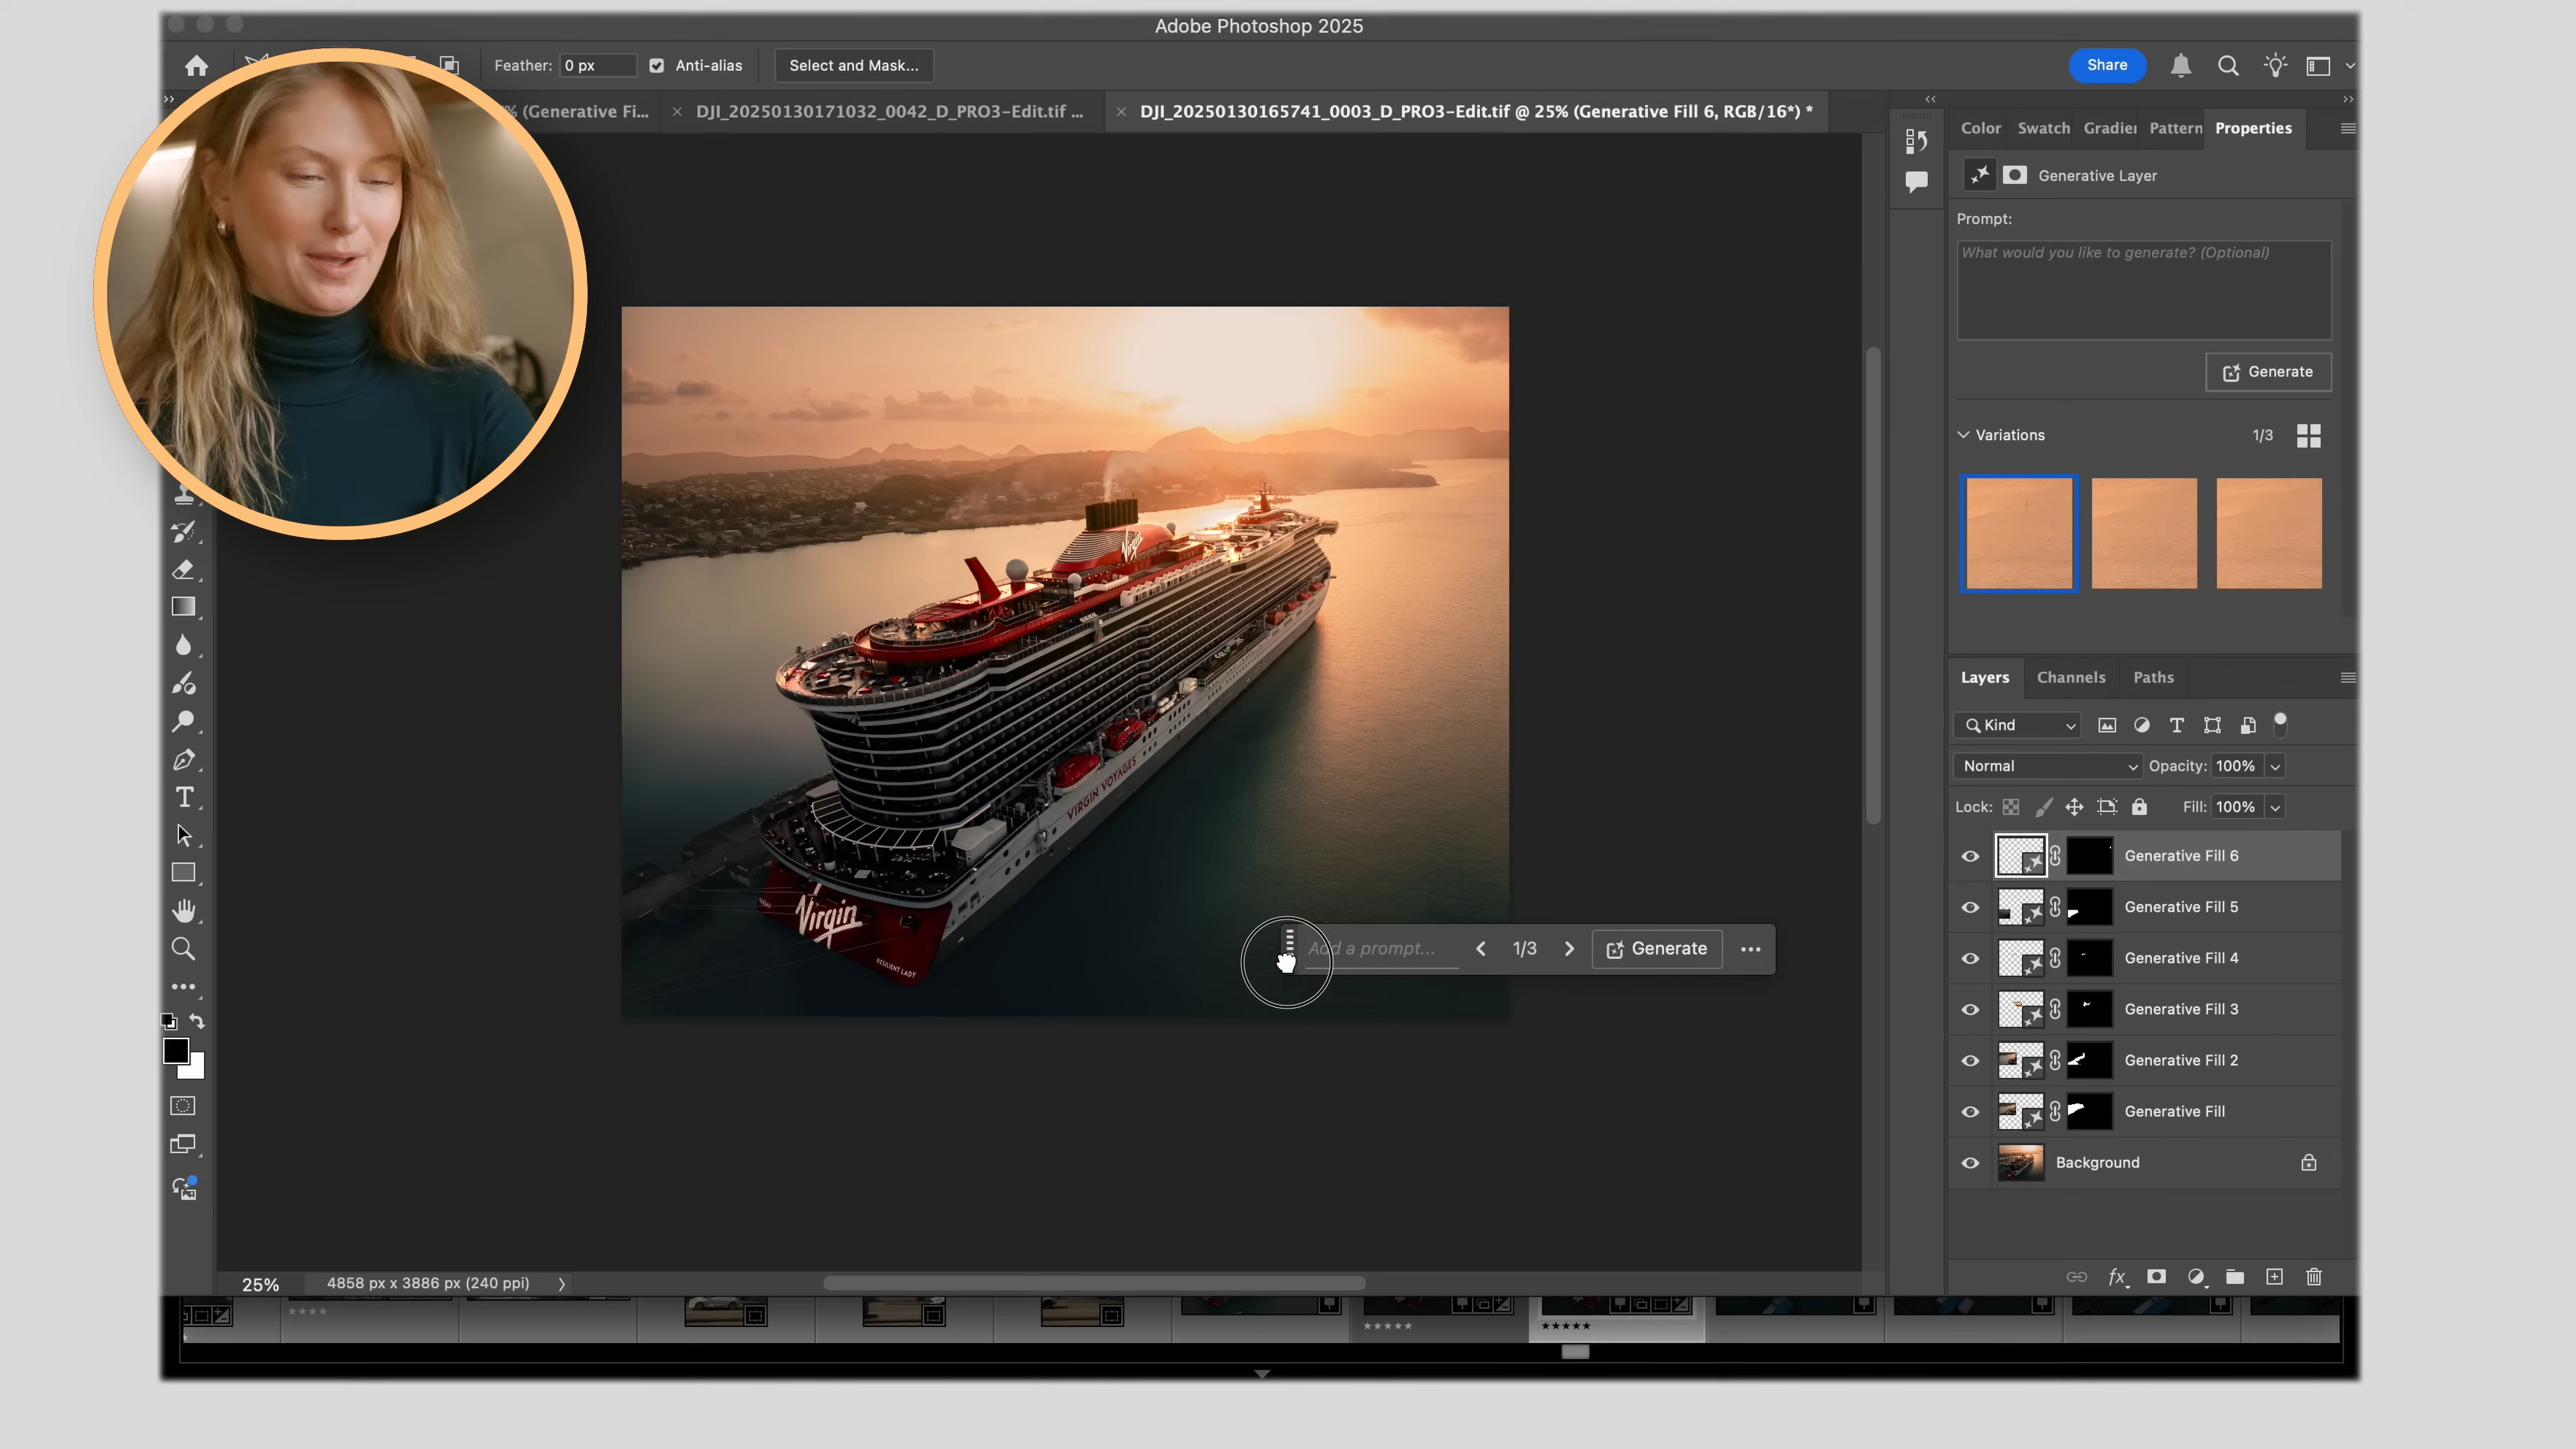 Adobe Photoshop 2025
Feather: 0 px Anti-alias Select and Mask... Share
% (Generative Fi... × DJI_20250130171032_0042_D_PRO3-Edit.tif ... × DJI_20250130165741_0003_D_PRO3-Edit.tif @ 25% (Generative Fill 6, RGB/16*) *
Color Swatch Gradier Pattern Properties
Generative Layer
Prompt:
What would you like to generate? (Optional)
Generate
Variations 1/3
Virgin
VIRGIN VOYAGES
Virgin
RESILIENT LADY
Add a prompt... 1/3 Generate ...
Layers Channels Paths
Kind
Normal Opacity: 100%
Lock: Fill: 100%
Generative Fill 6
Generative Fill 5
Generative Fill 4
Generative Fill 3
Generative Fill 2
Generative Fill
Background
fx
25% 4858 px x 3886 px (240 ppi)